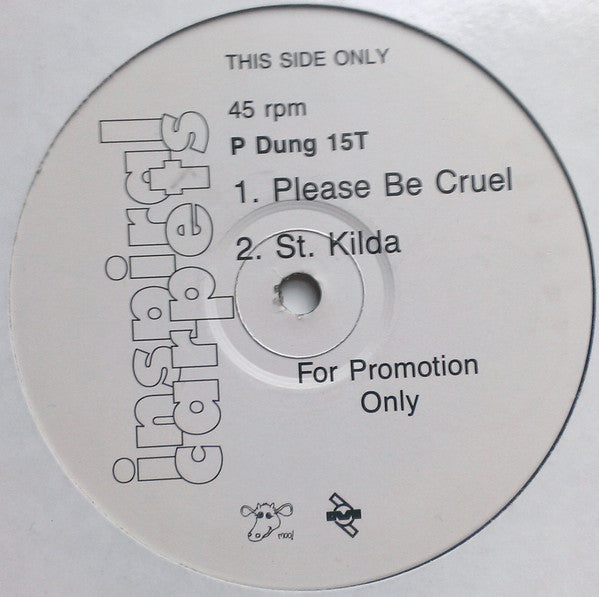 THIS SIDE ONLY
45 rpm
P Dung 15T
1. Please Be Cruel
2. St. Kilda
For Promotion
Only
inspiral
carpets
moo!